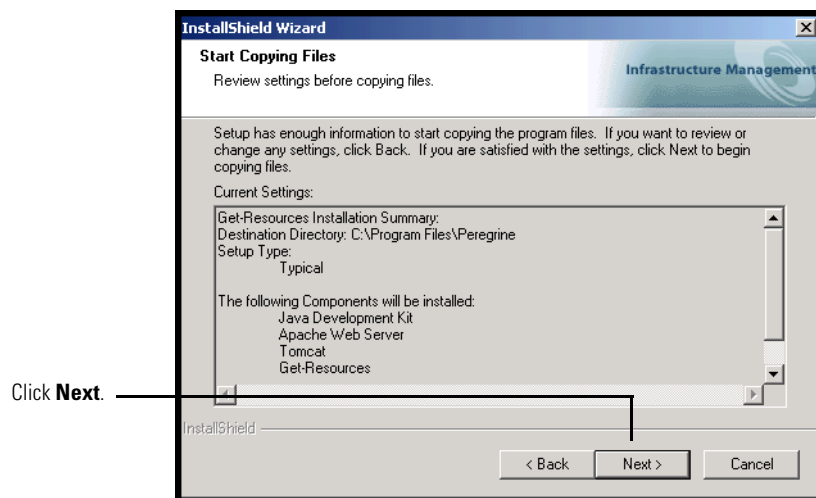 InstallShield Wizard
Start Copying Files
Review settings before copying files.
Infrastructure Management
Setup has enough information to start copying the program files.  If you want to review or
change any settings, click Back.  If you are satisfied with the settings, click Next to begin
copying files.
Current Settings:
Get-Resources Installation Summary:
Destination Directory: C:\Program Files\Peregrine
Setup Type:
Typical
The following Components will be installed:
Java Development Kit
Apache Web Server
Tomcat
Get-Resources
Click Next.
InstallShield
< Back
Next >
Cancel